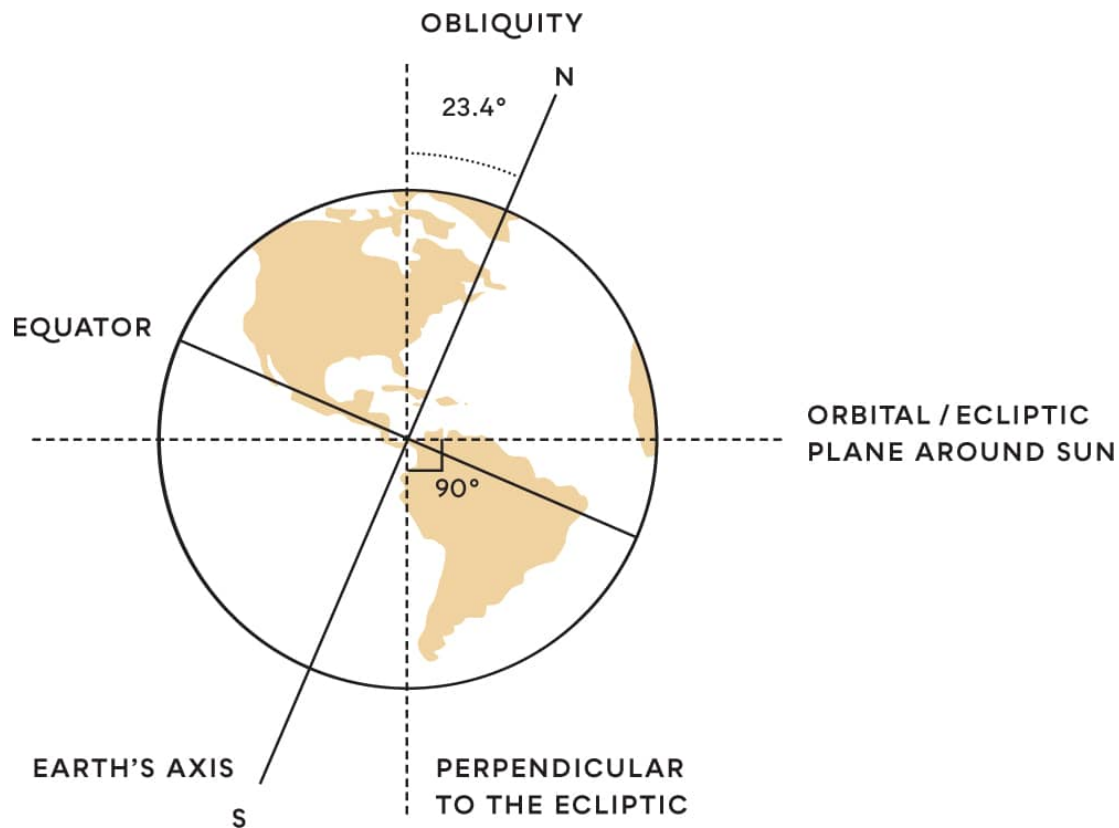 OBLIQUITY
N
23.4°
EQUATOR
ORBITAL / ECLIPTIC
PLANE AROUND SUN
90°
EARTH’S AXIS
S
PERPENDICULAR
TO THE ECLIPTIC